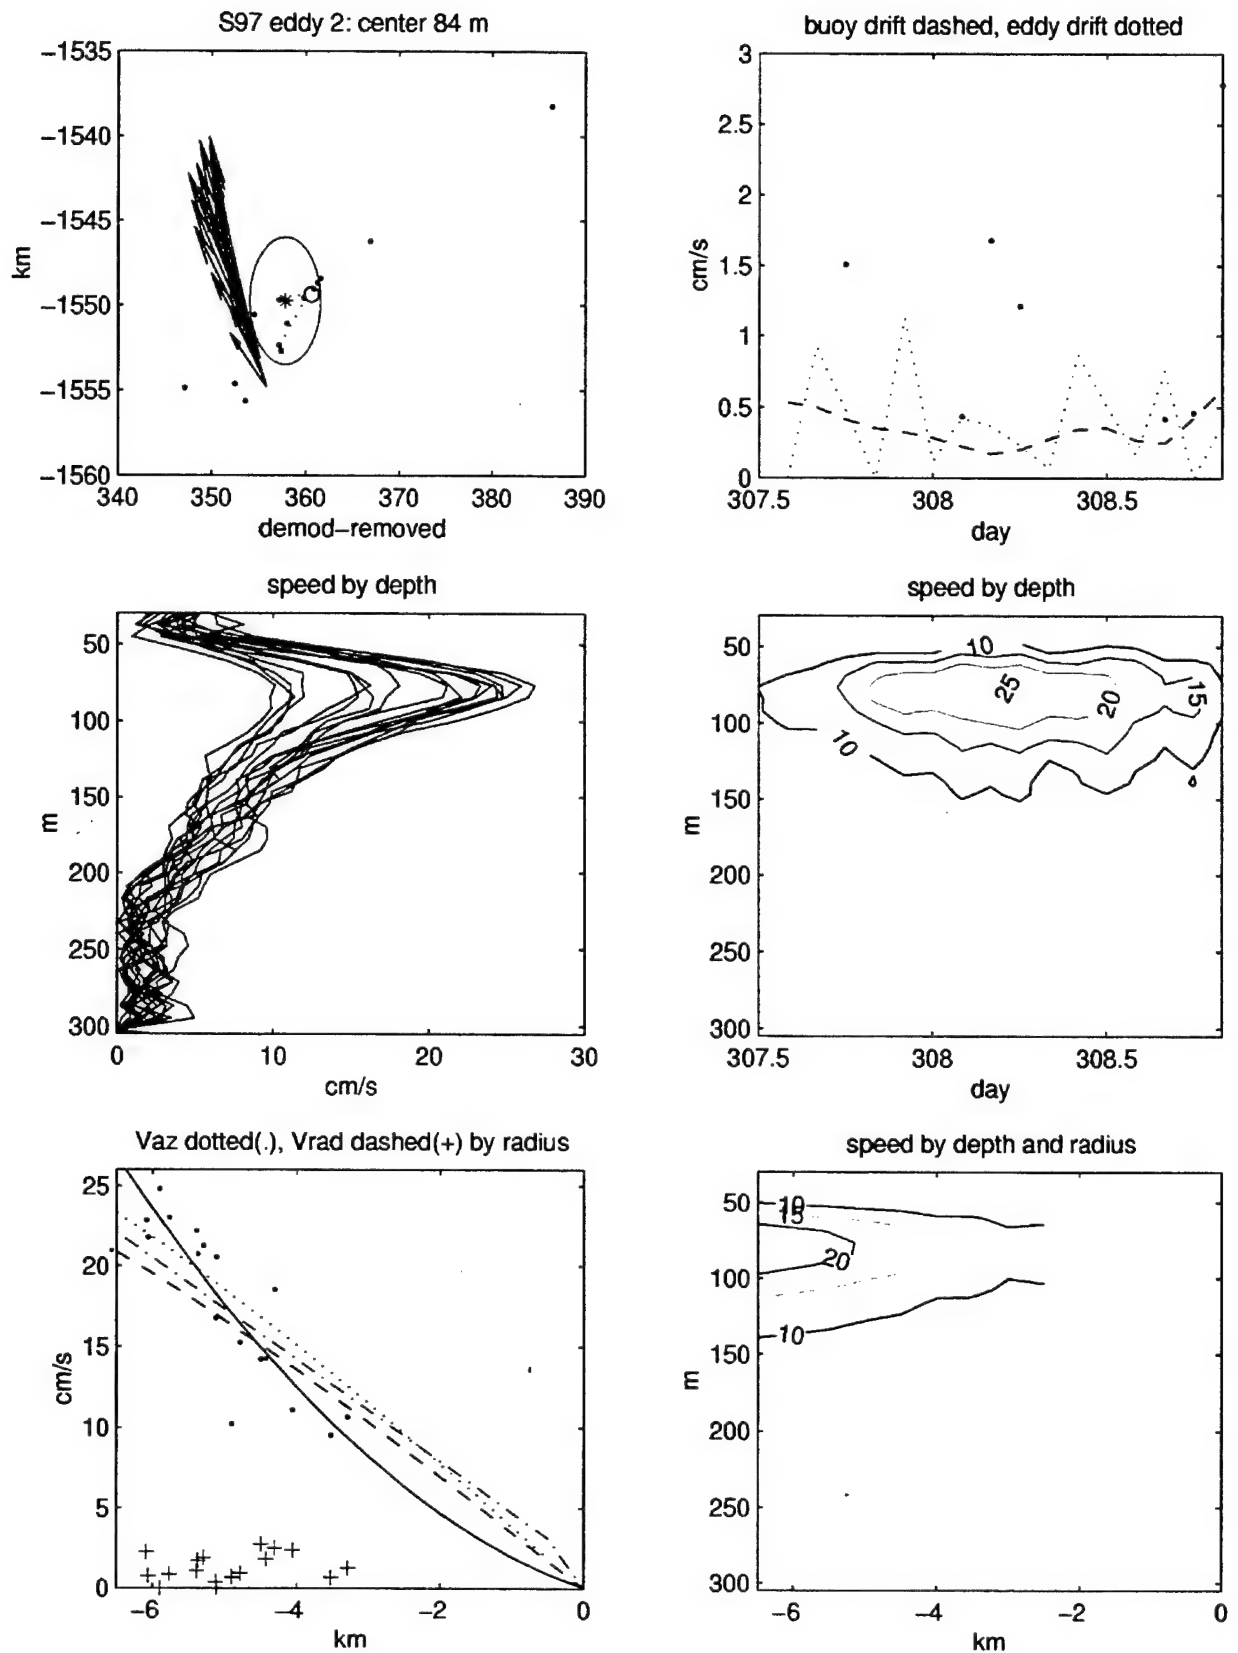 S97 eddy 2: center 84 m
−1535
−1540
−1545
−1550
−1555
−1560
km
340 350 360 370 380 390
demod−removed
buoy drift dashed, eddy drift dotted
3
2.5
2
1.5
1
0.5
0
cm/s
307.5 308 308.5
day
speed by depth
50
100
150
200
250
300
m
0 10 20 30
cm/s
speed by depth
50
100
150
200
250
300
m
10
25
20
15
10
307.5 308 308.5
day
Vaz dotted(.), Vrad dashed(+) by radius
25
20
15
10
5
0
cm/s
−6 −4 −2 0
km
speed by depth and radius
50
100
150
200
250
300
m
10
15
20
10
−6 −4 −2 0
km